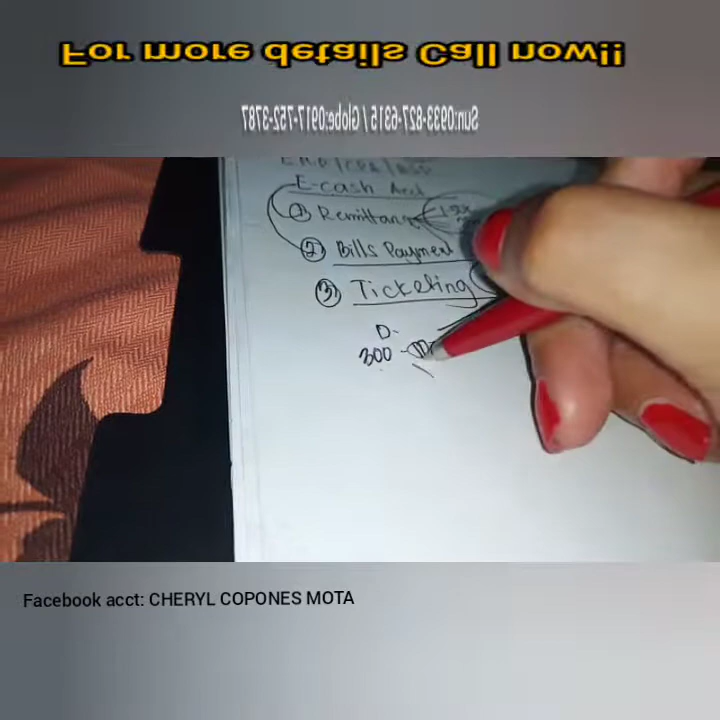 For more details Call now!!
Sun:0933-827-6315 / Globe:0917-752-3787
E-cash Acct
① Remittance
② Bills Payment
③ Ticketing
D-
300
Facebook acct: CHERYL COPONES MOTA